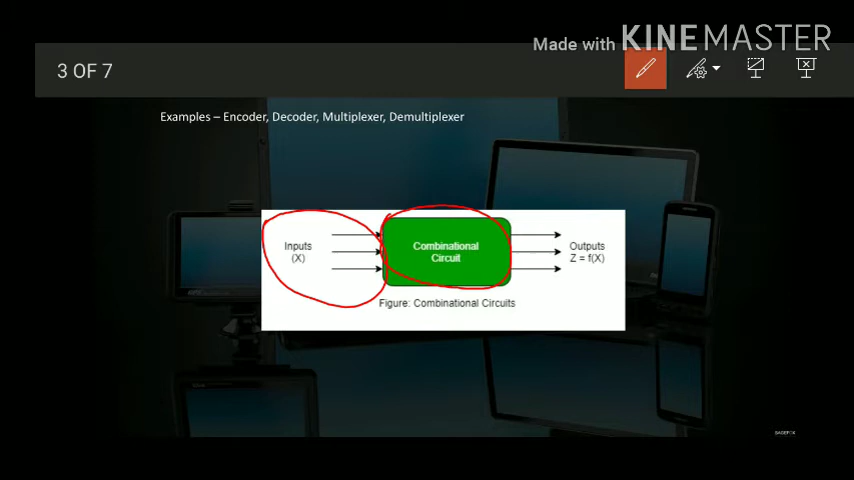 Made with KINEMASTER
3 OF 7
Examples – Encoder, Decoder, Multiplexer, Demultiplexer
Inputs
(X)
Combinational
Circuit
Outputs
Z = f(X)
Figure: Combinational Circuits